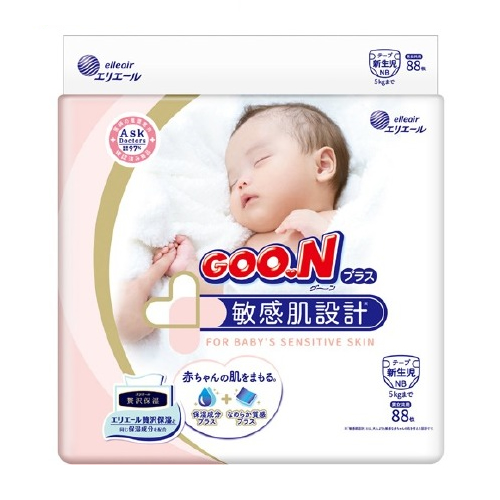 elleair
エリエール
テープ
新生児
NB
5kgまで
88枚
elleair
エリエール
Ask
Doctors
GOO.N
グ〜ン
プラス
敏感肌設計
FOR BABY'S SENSITIVE SKIN
赤ちゃんの肌をまもる。
保湿成分
プラス
+
なめらか質感
プラス
贅沢保湿
エリエール贅沢保湿と
同じ保湿成分を配合
テープ
新生児
NB
5kgまで
88枚